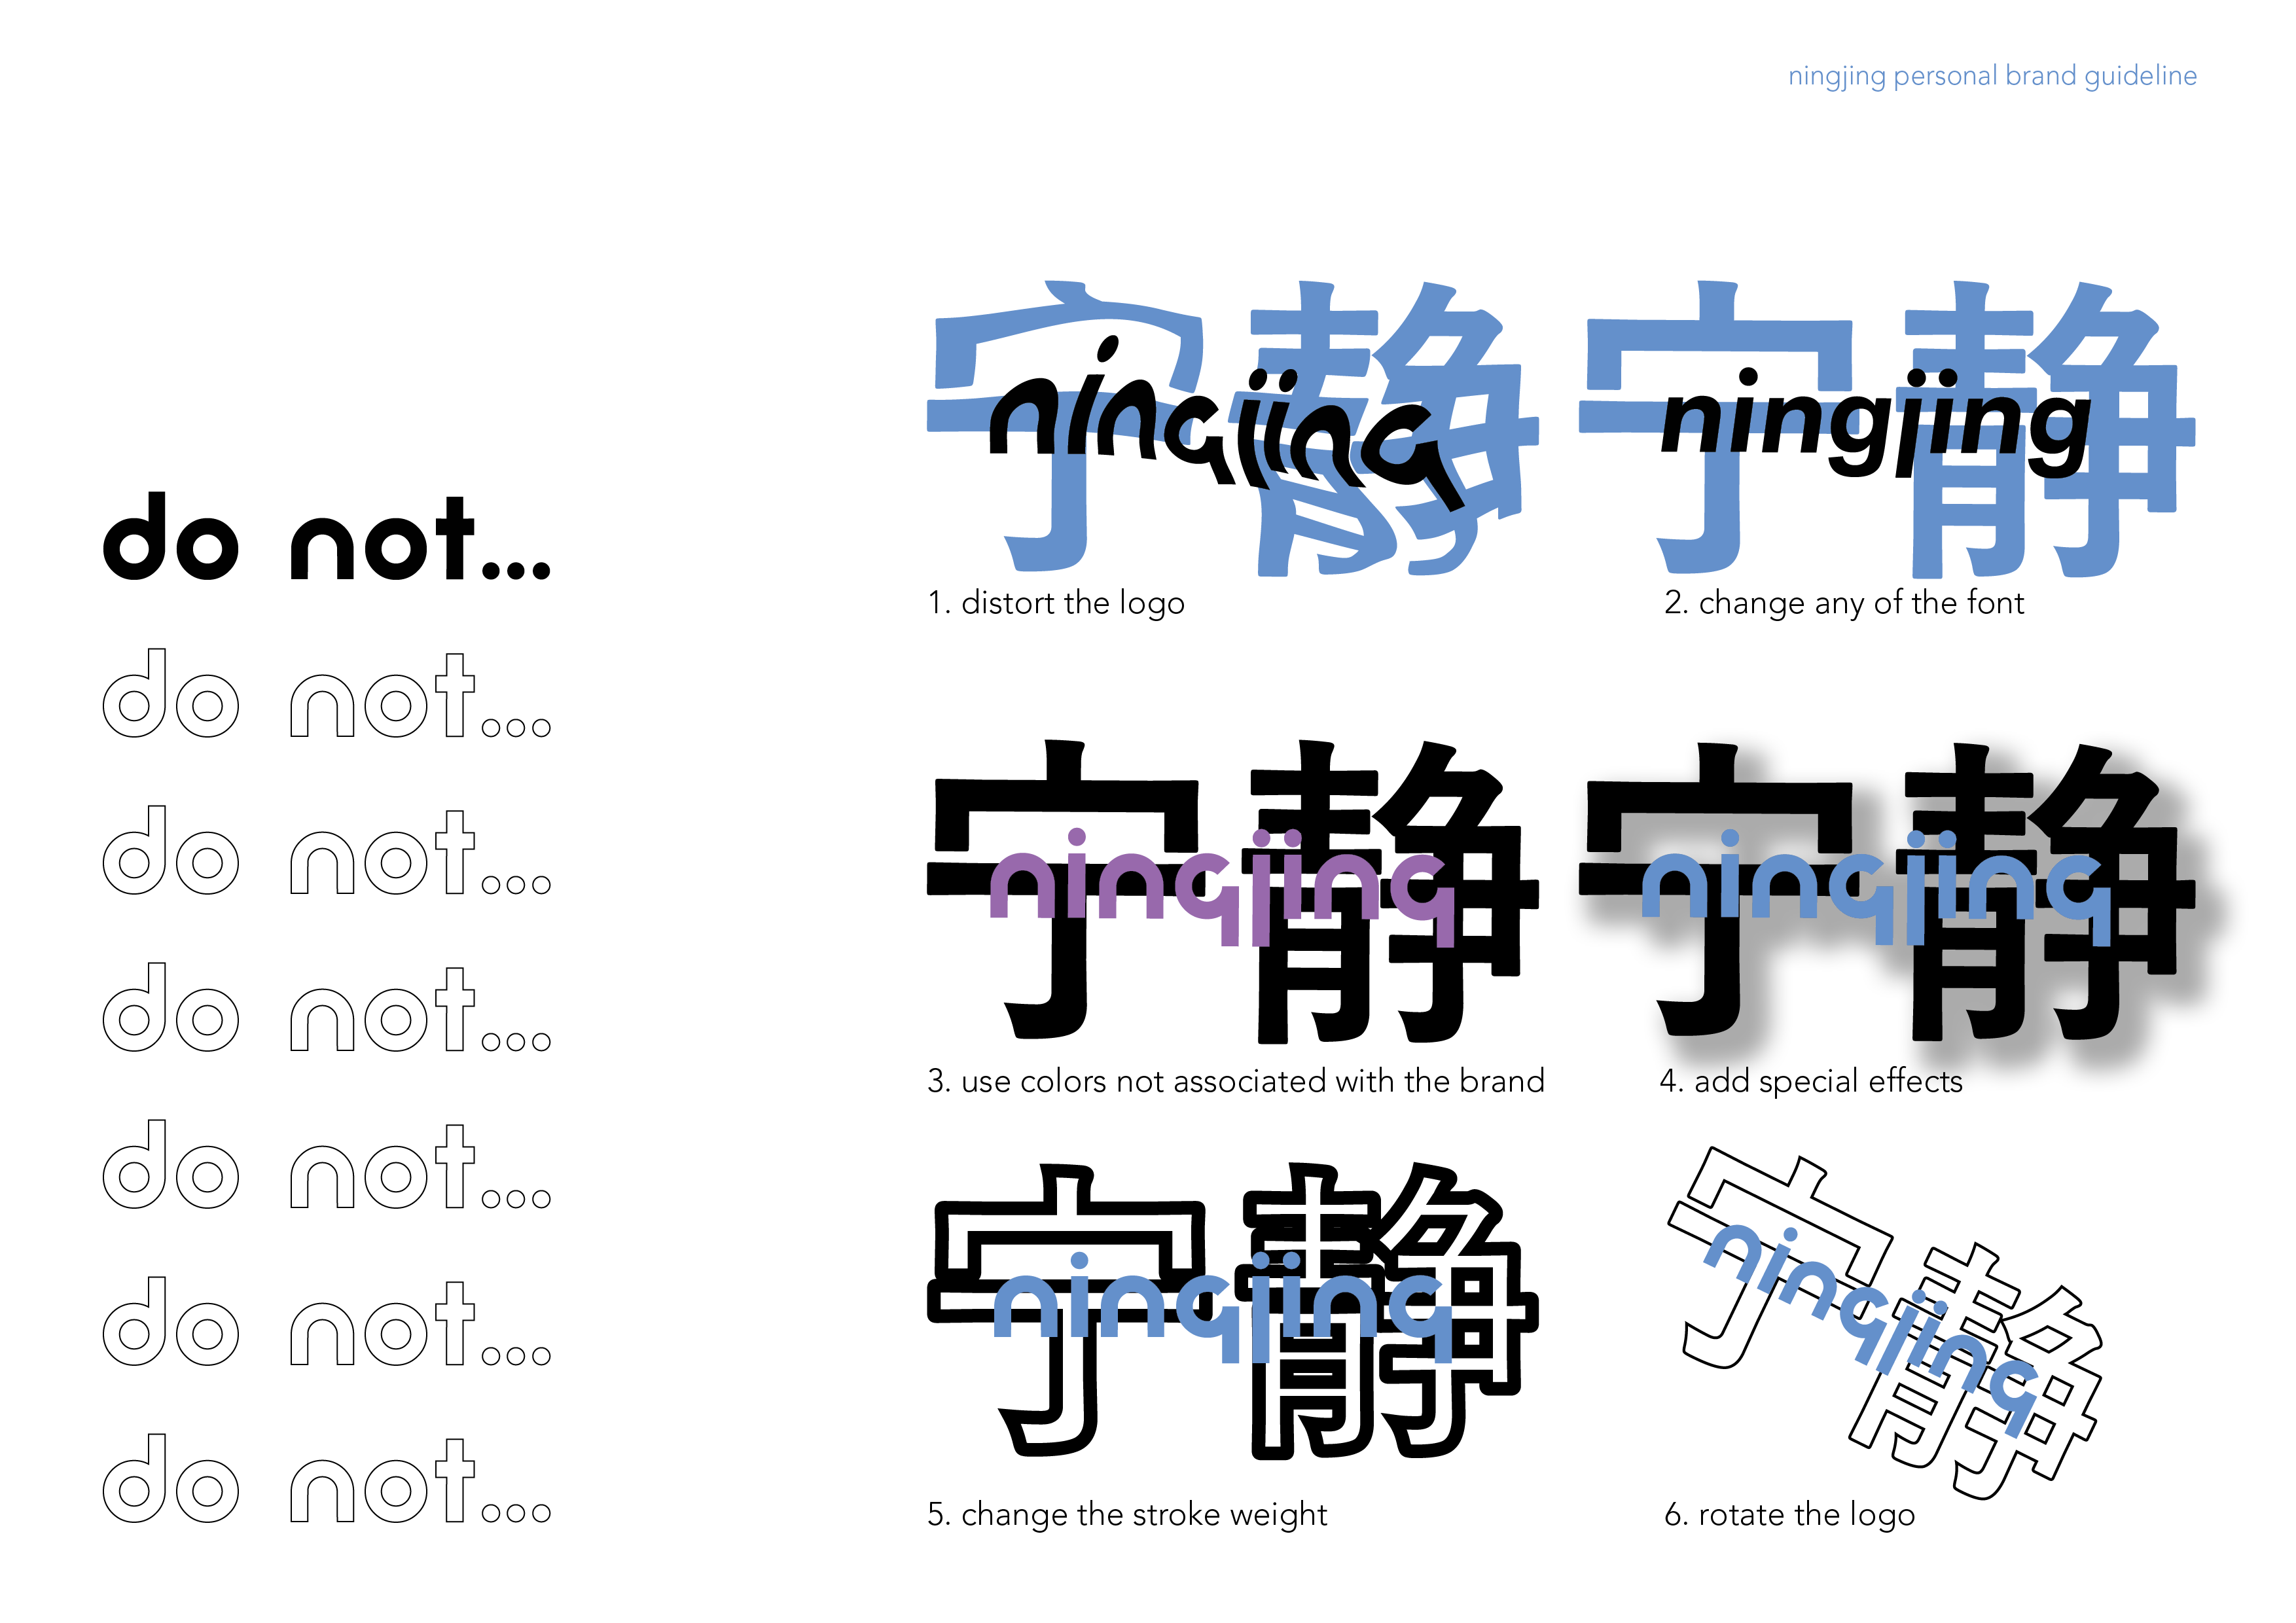 ningjing personal brand guideline
do not...
do not...
do not...
do not...
do not...
do not...
do not...
宁静
ningjing
1. distort the logo
宁静
ningjing
2. change any of the font
宁静
ningjing
3. use colors not associated with the brand
宁静
ningjing
4. add special effects
宁静
ningjing
5. change the stroke weight
宁静
ningjing
6. rotate the logo